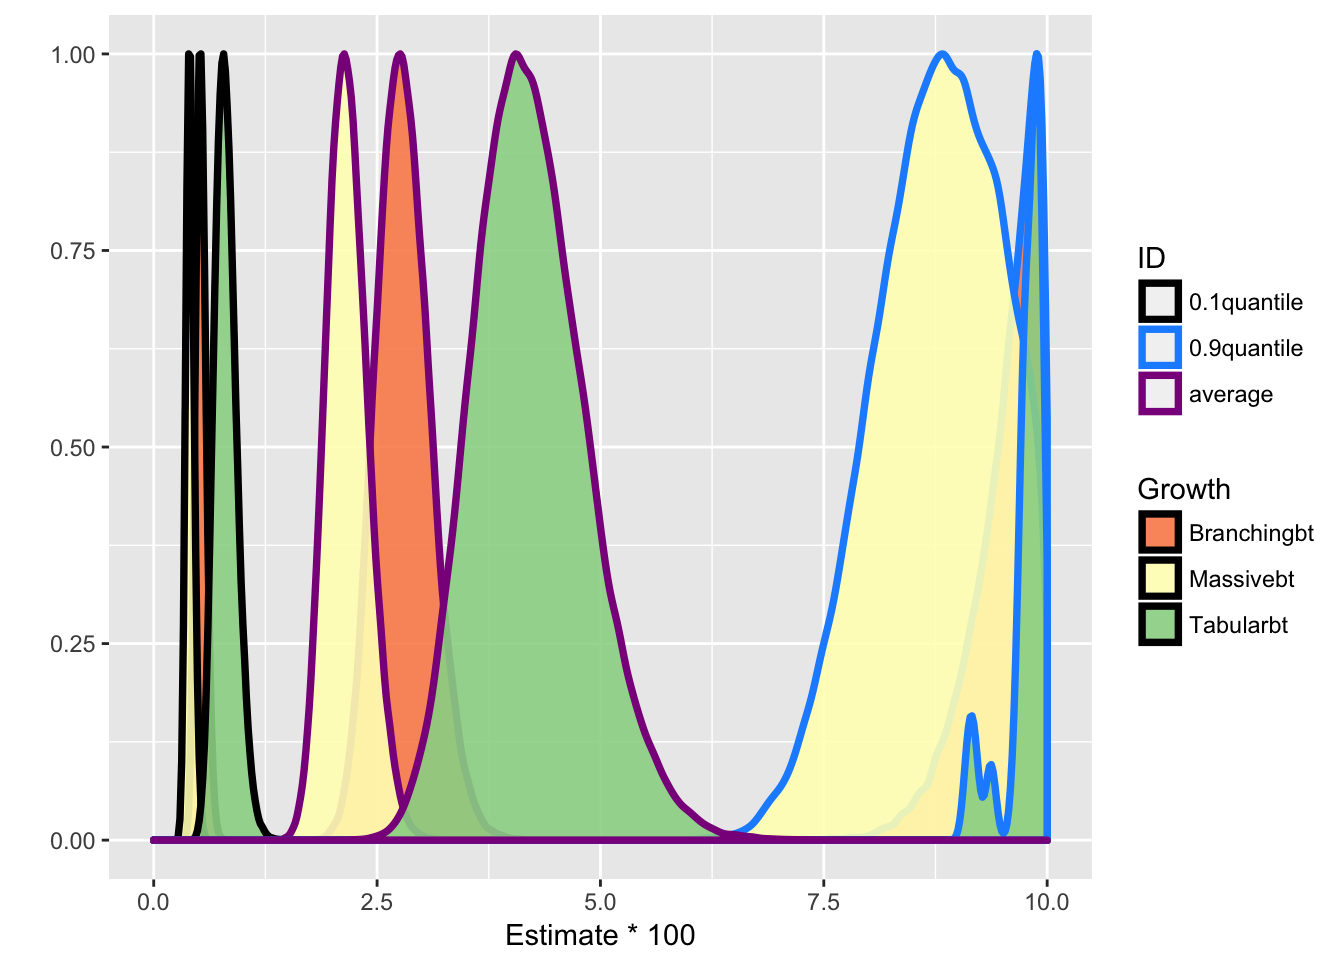 1.00
0.75
0.50
0.25
0.00
0.0 2.5 5.0 7.5 10.0
Estimate * 100
ID
0.1quantile
0.9quantile
average
Growth
Branchingbt
Massivebt
Tabularbt